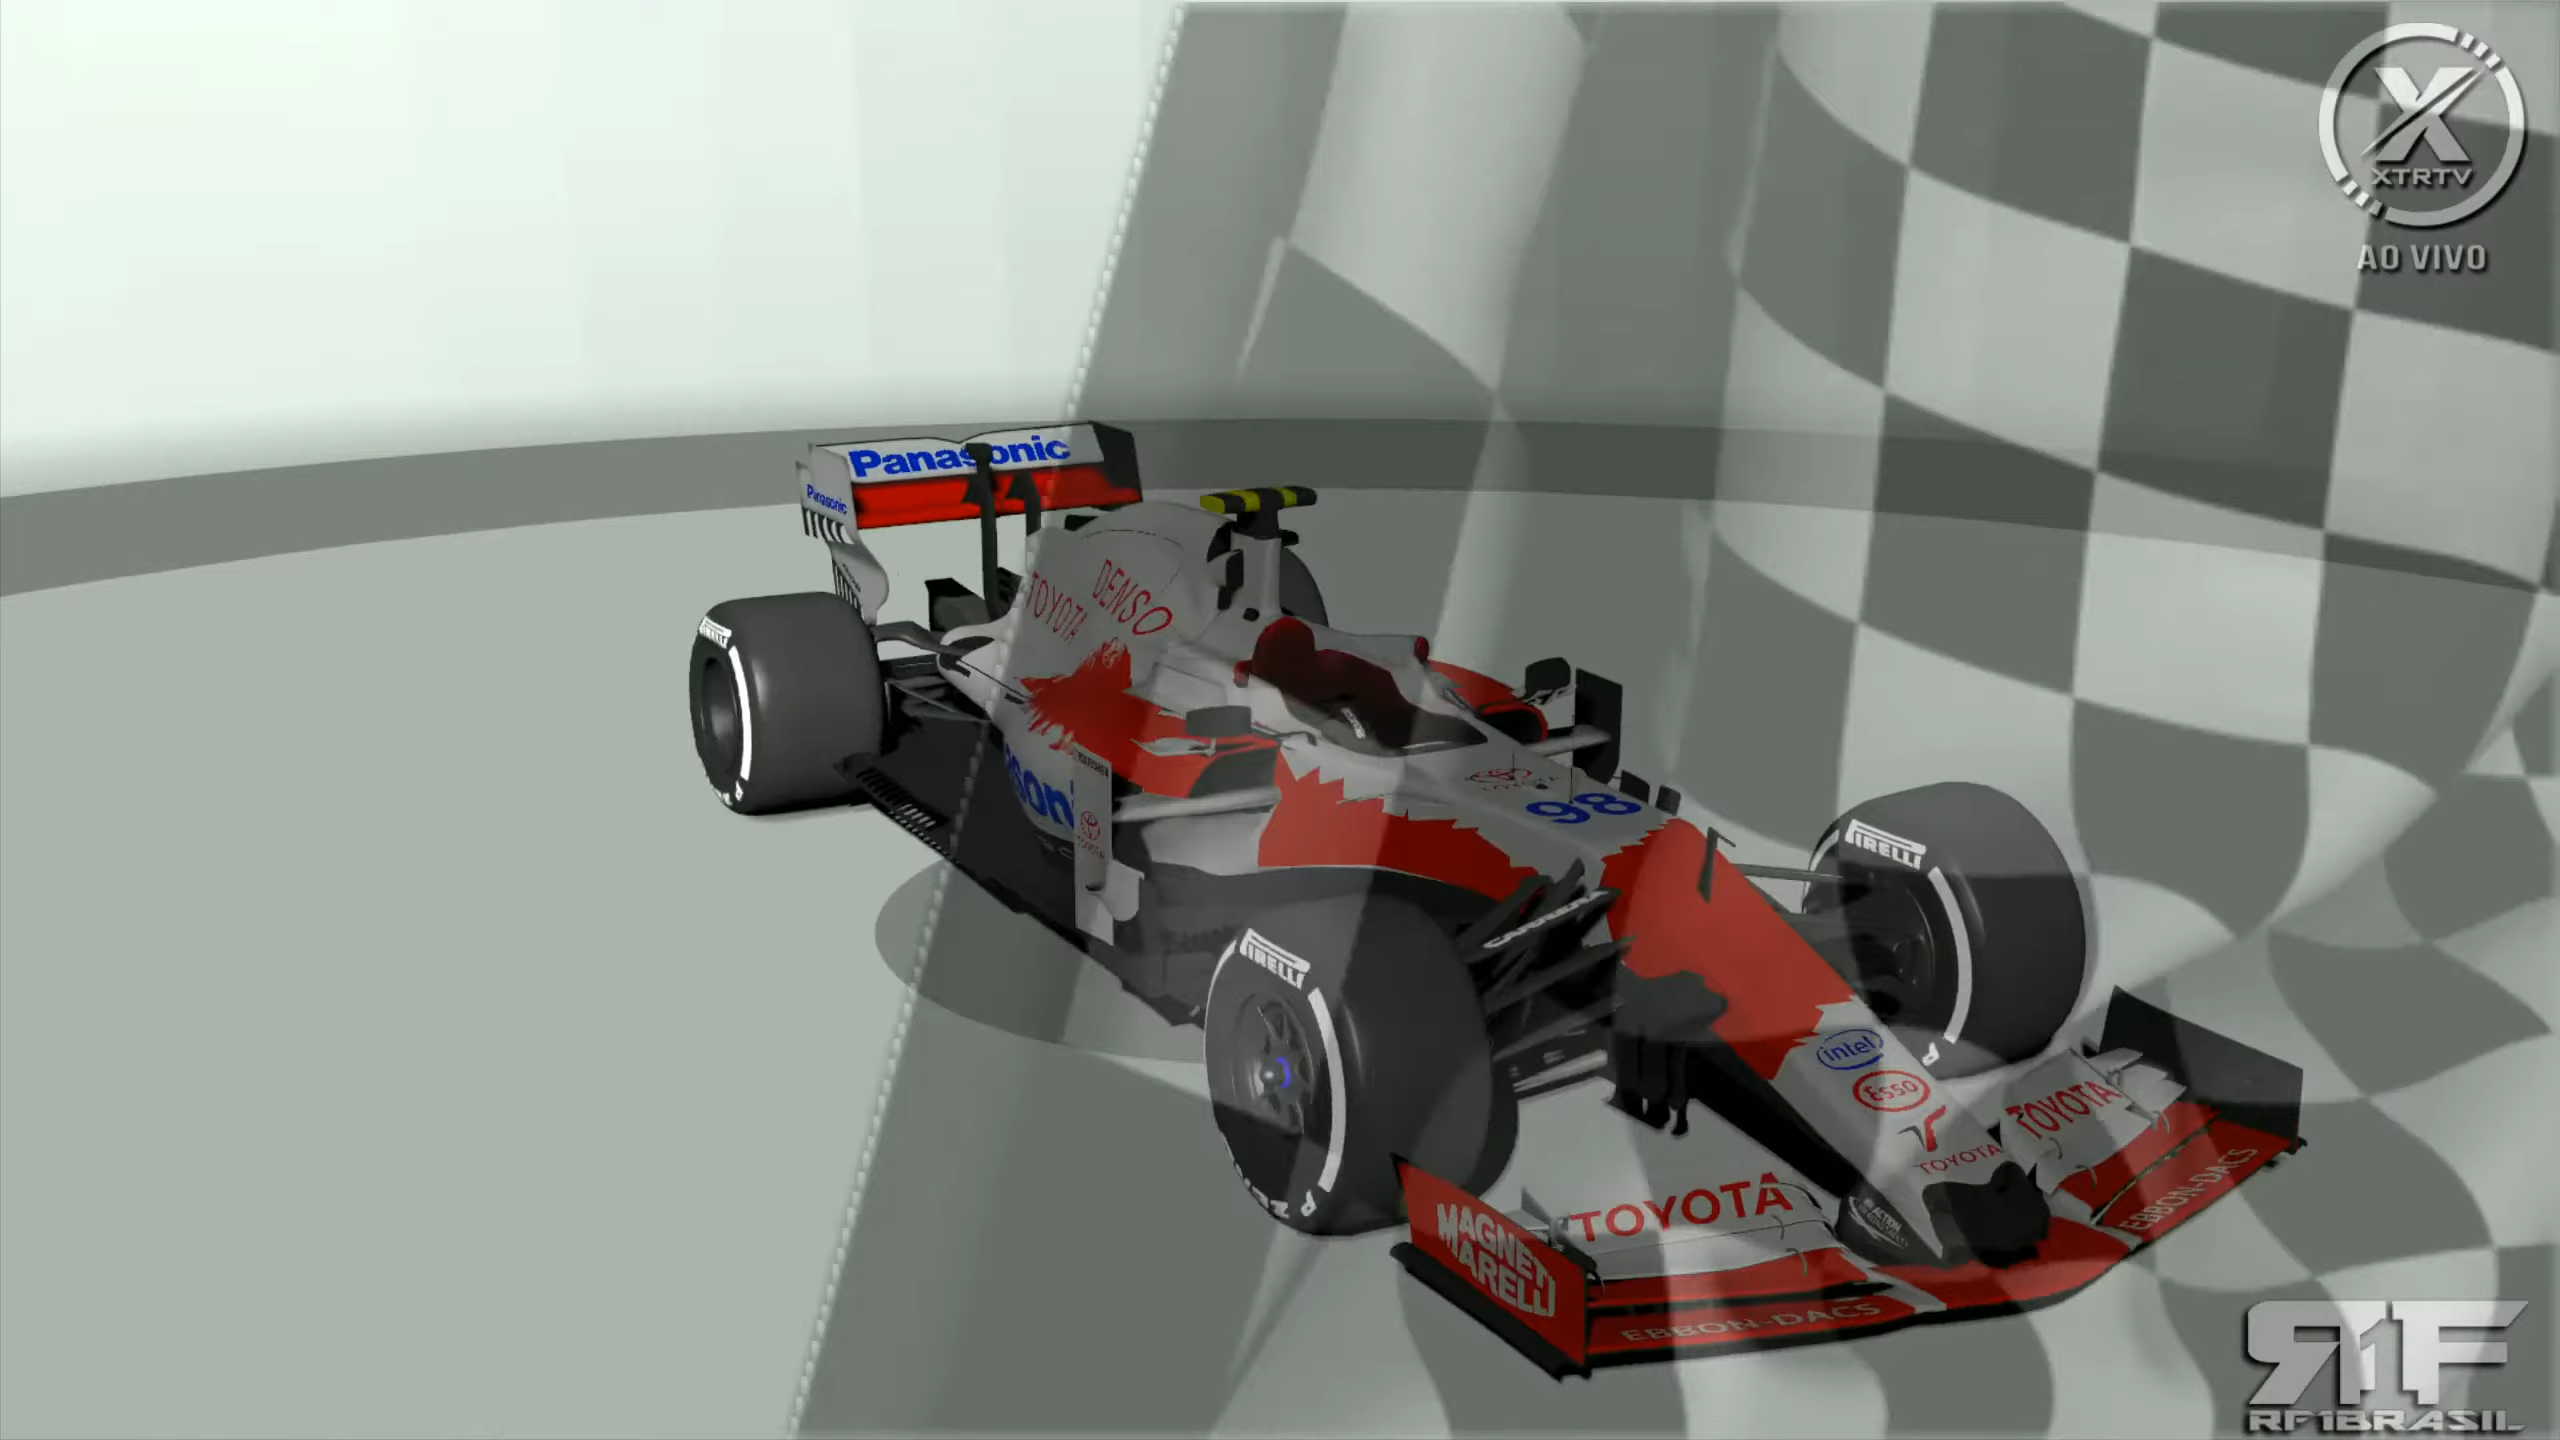 XTRTV
AO VIVO
Panasonic
Panasonic
DENSO
TOYOTA
98
PIRELLI
PIRELLI
intel
Esso
TOYOTA
TOYOTA
TOYOTA
MAGNETI
MARELLI
EBBON-DACS
EBBON-DACS
RF1BRASIL